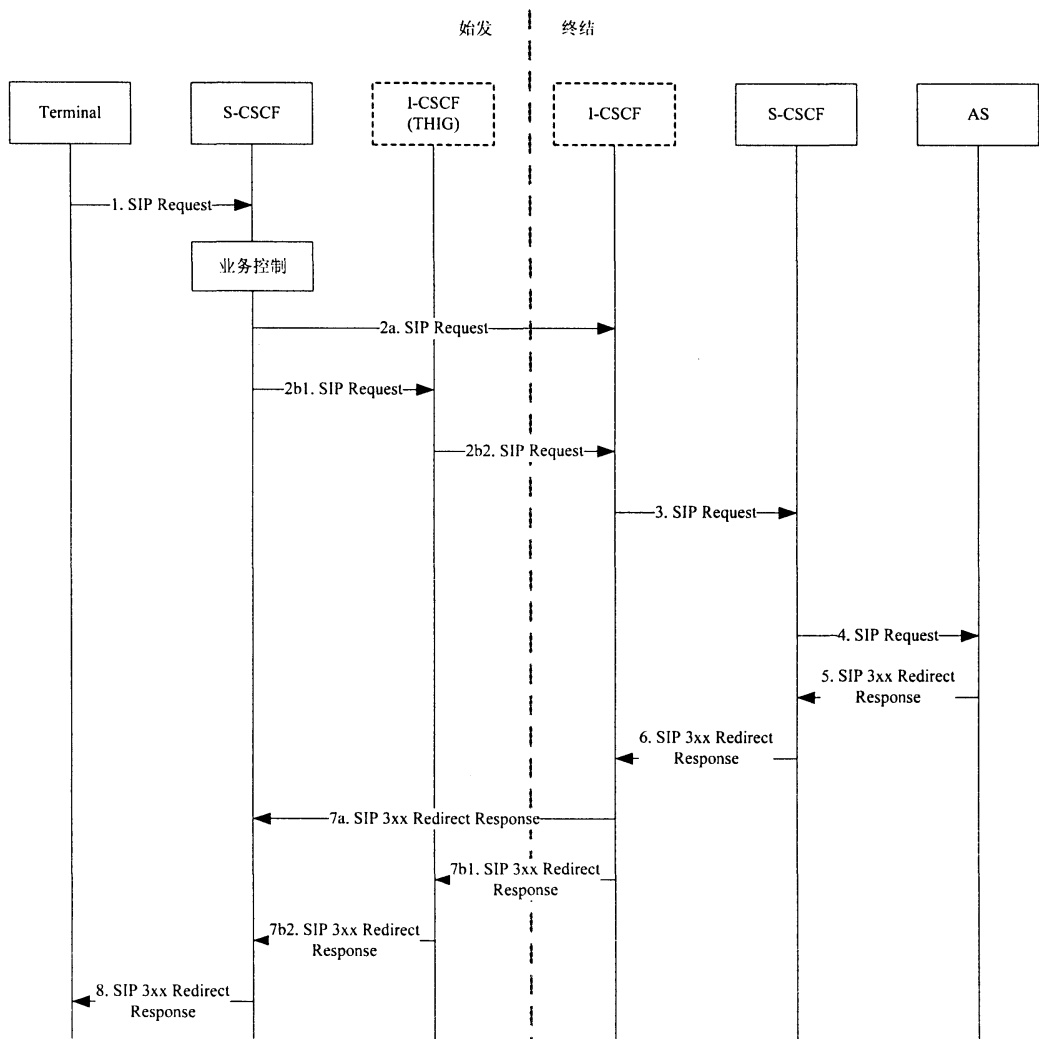 始发
终结
Terminal
S-CSCF
I-CSCF
(THIG)
I-CSCF
S-CSCF
AS
1. SIP Request
业务控制
2a. SIP Request
2b1. SIP Request
2b2. SIP Request
3. SIP Request
4. SIP Request
5. SIP 3xx Redirect
Response
6. SIP 3xx Redirect
Response
7a. SIP 3xx Redirect Response
7b1. SIP 3xx Redirect
Response
7b2. SIP 3xx Redirect
Response
8. SIP 3xx Redirect
Response